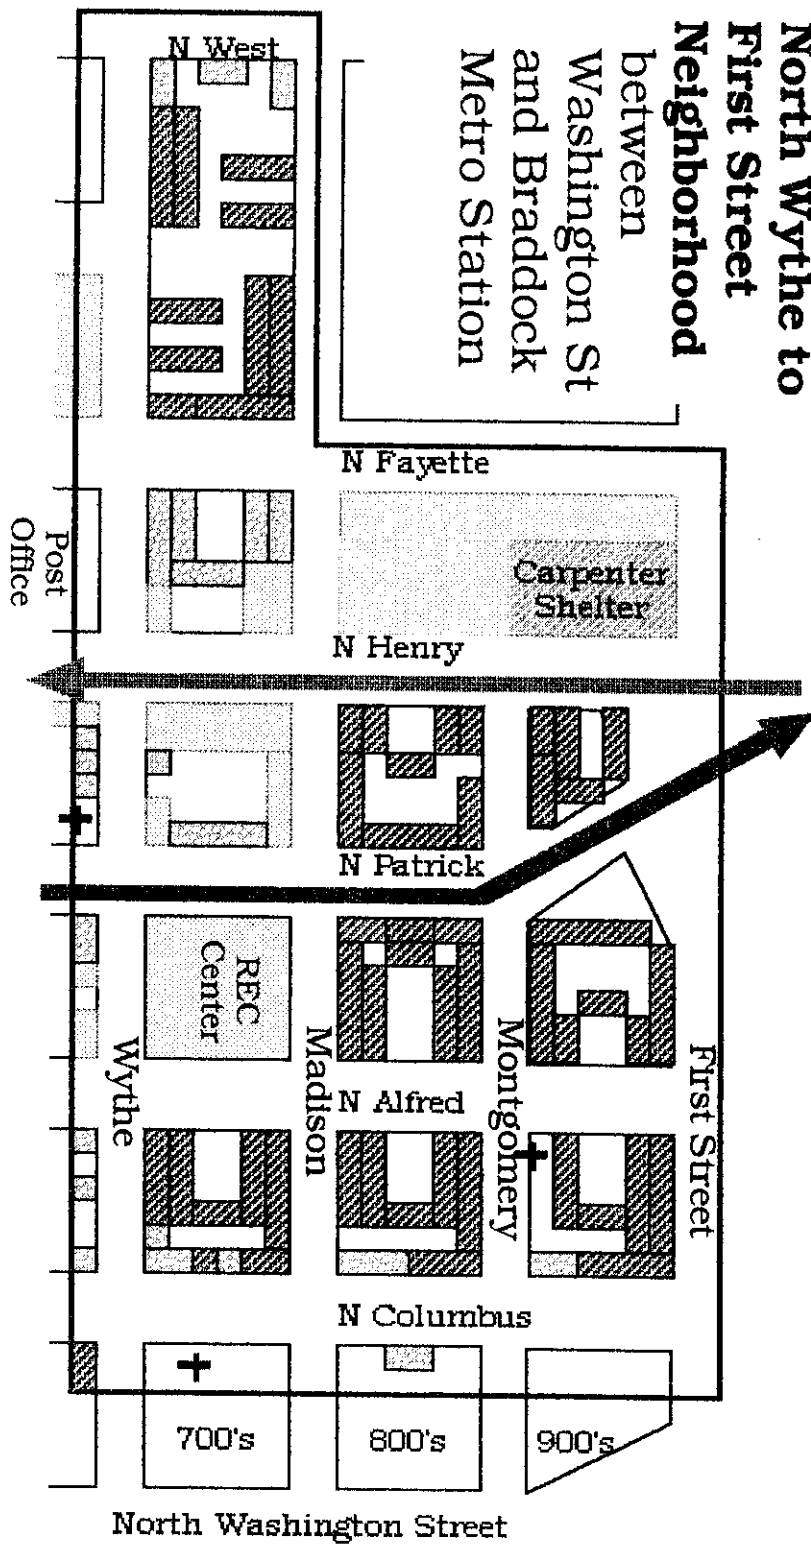 North Wythe to
First Street
Neighborhood
between
Washington St
and Braddock
Metro Station
N West
N Fayette
Carpenter
Shelter
Post
Office
N Henry
N Patrick
REC
Center
Wythe
Madison
Montgomery
First Street
N Alfred
N Columbus
700's
800's
900's
North Washington Street